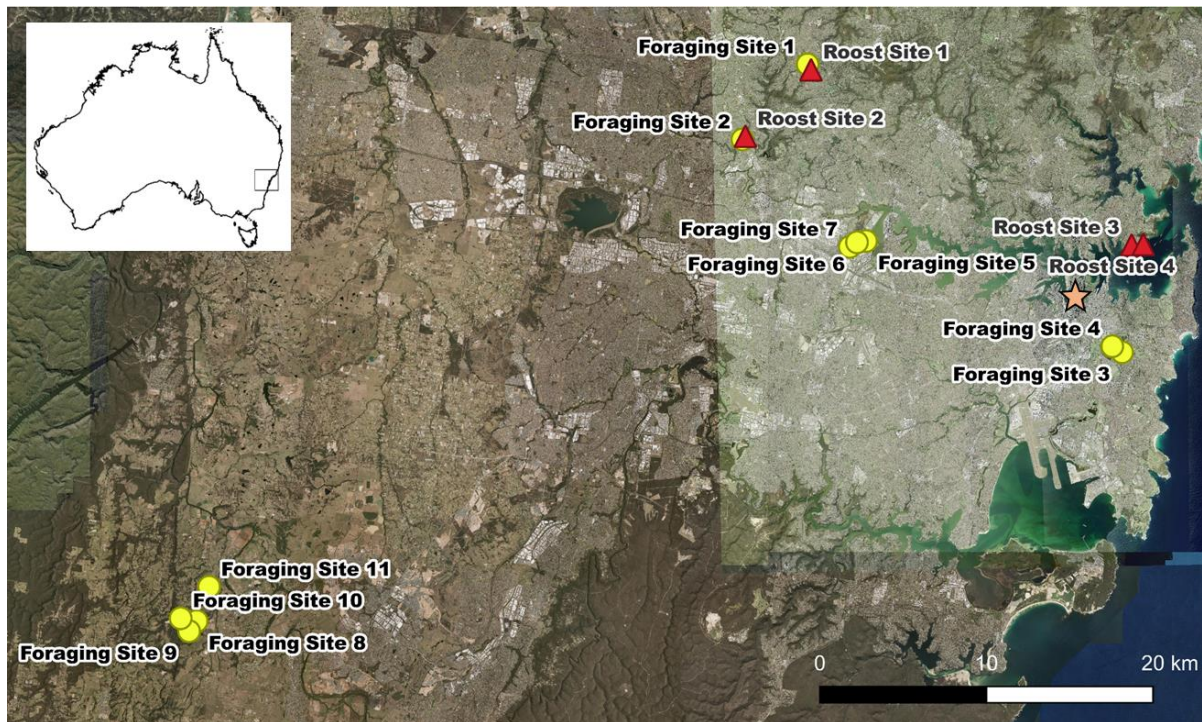 Foraging Site 1
Roost Site 1
Foraging Site 2
Roost Site 2
Foraging Site 7
Roost Site 3
Foraging Site 6
Foraging Site 5
Roost Site 4
Foraging Site 4
Foraging Site 3
Foraging Site 11
Foraging Site 10
Foraging Site 9
Foraging Site 8
0 10 20 km